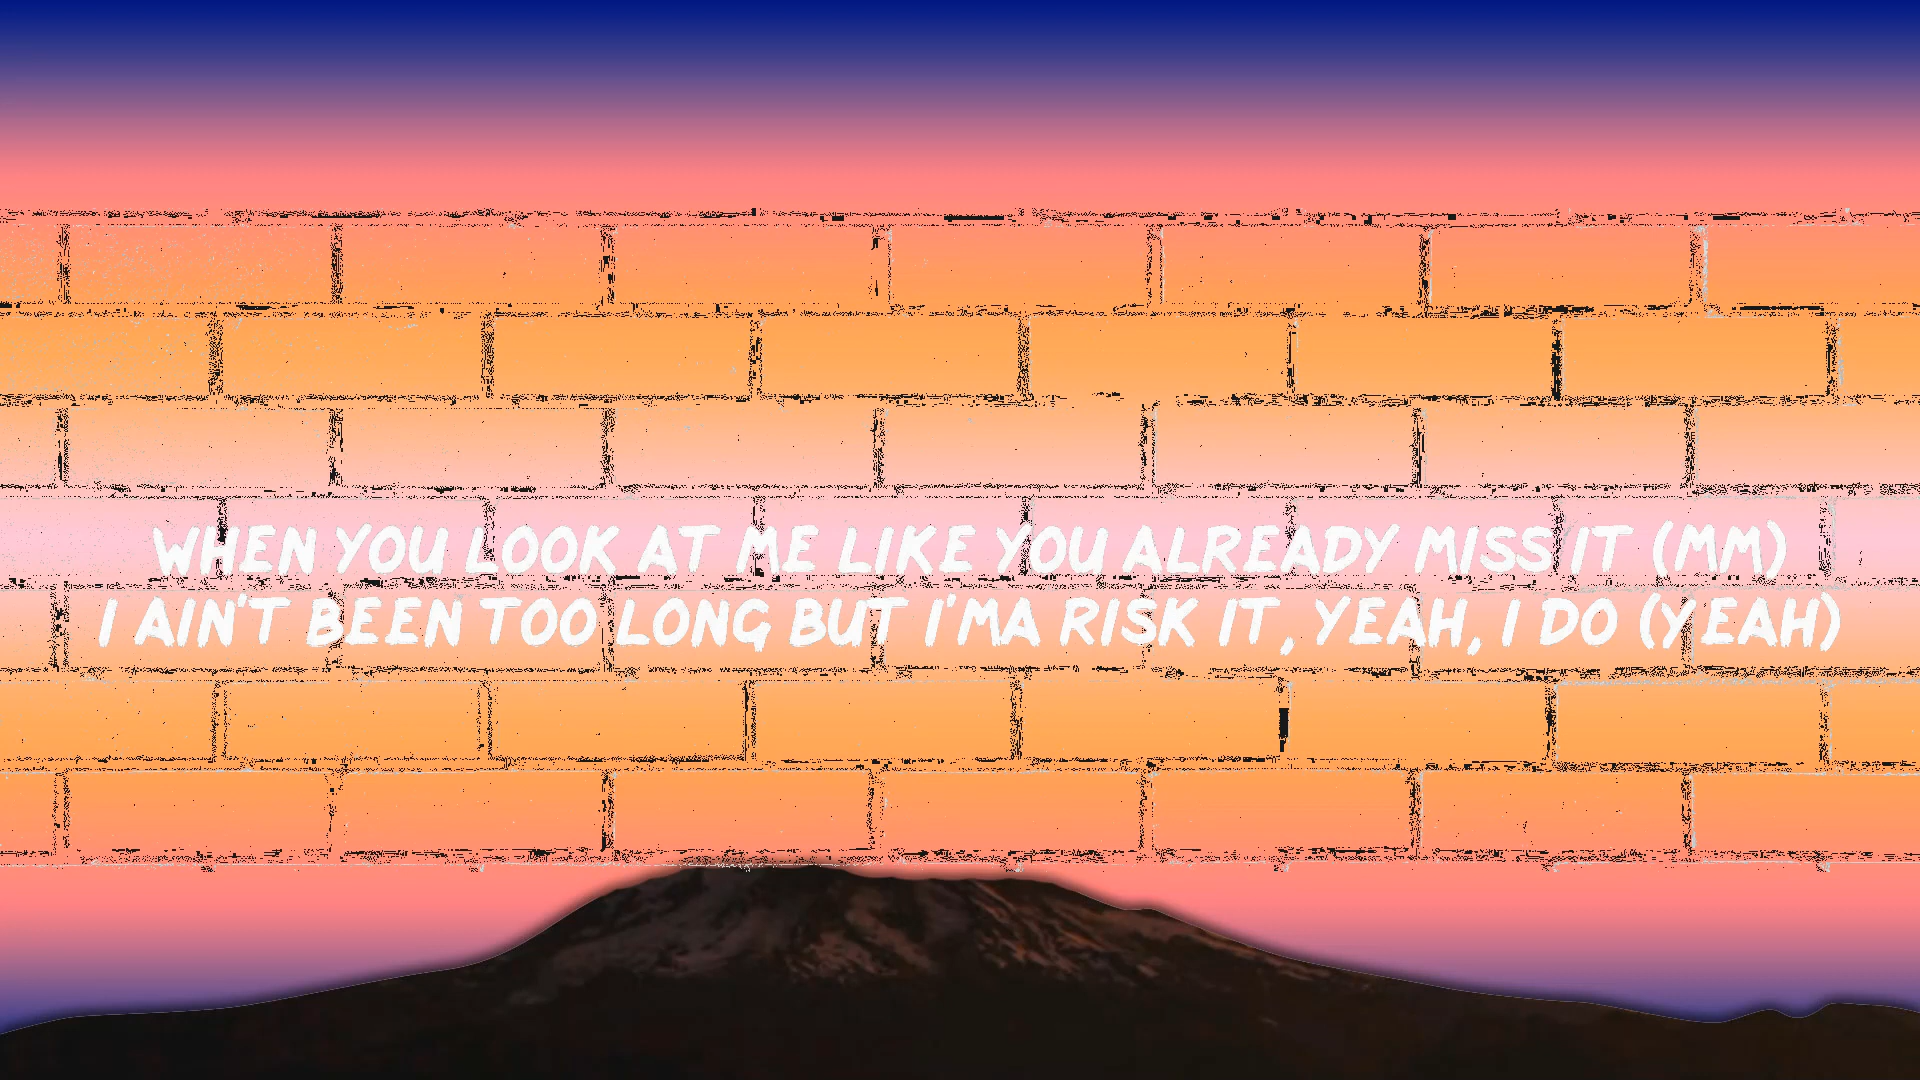 WHEN YOU LOOK AT ME LIKE YOU ALREADY MISS IT (MM)
I AIN'T BEEN TOO LONG BUT I'MA RISK IT, YEAH, I DO (YEAH)